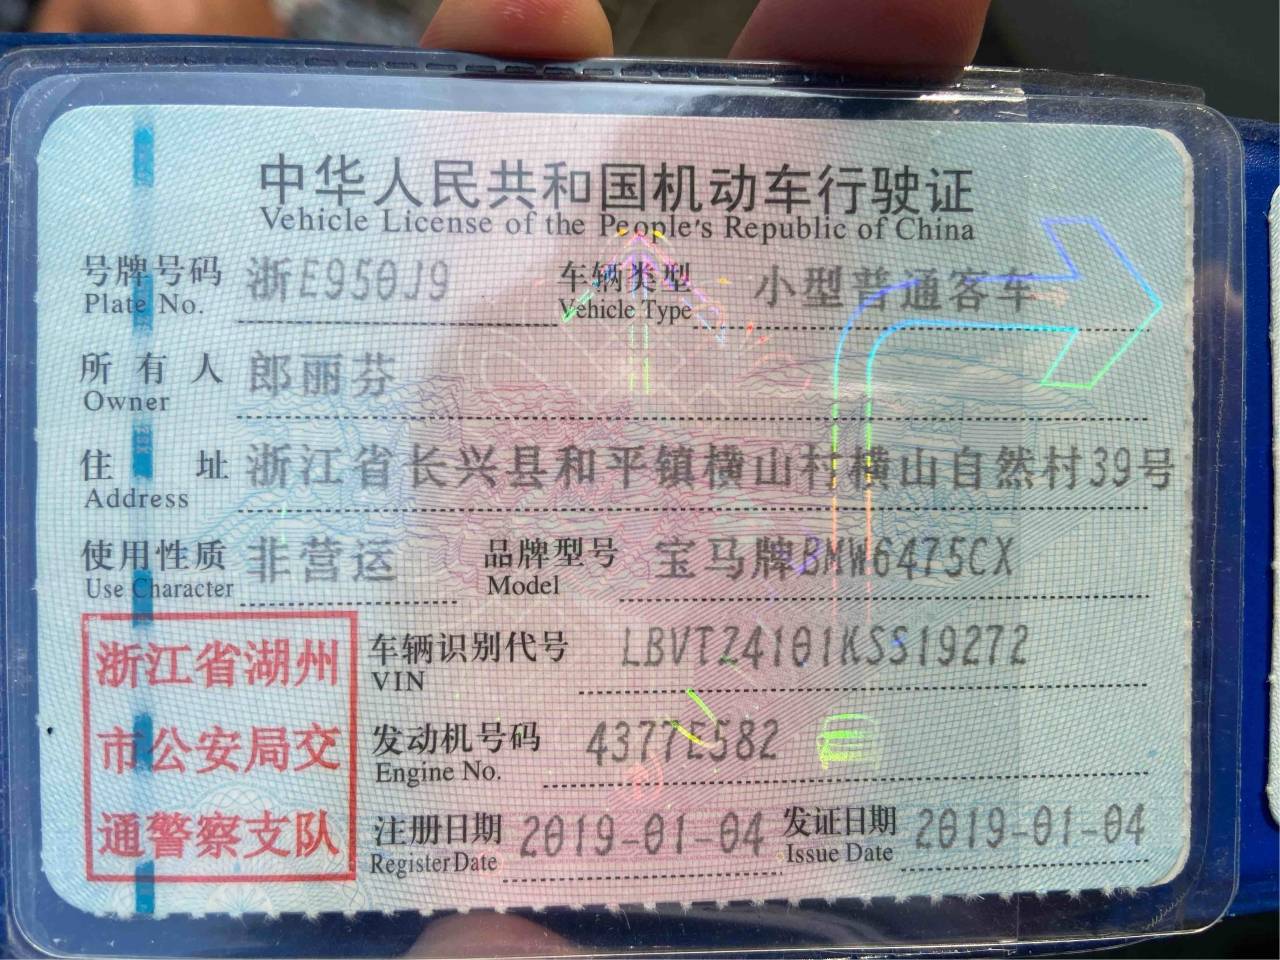 中华人民共和国机动车行驶证
Vehicle License of the People's Republic of China
号牌号码 浙E950J9 车辆类型 小型普通客车
Plate No. Vehicle Type
所有人 郎丽芬
Owner
住址 浙江省长兴县和平镇横山村横山自然村39号
Address
使用性质 非营运 品牌型号 宝马牌BMW6475CX
Use Character Model
浙江省湖州
市公安局交
通警察支队
车辆识别代号 LBVTZ4101KSS19272
VIN
发动机号码 4377E582
Engine No.
注册日期 2019-01-04 发证日期 2019-01-04
Register Date Issue Date